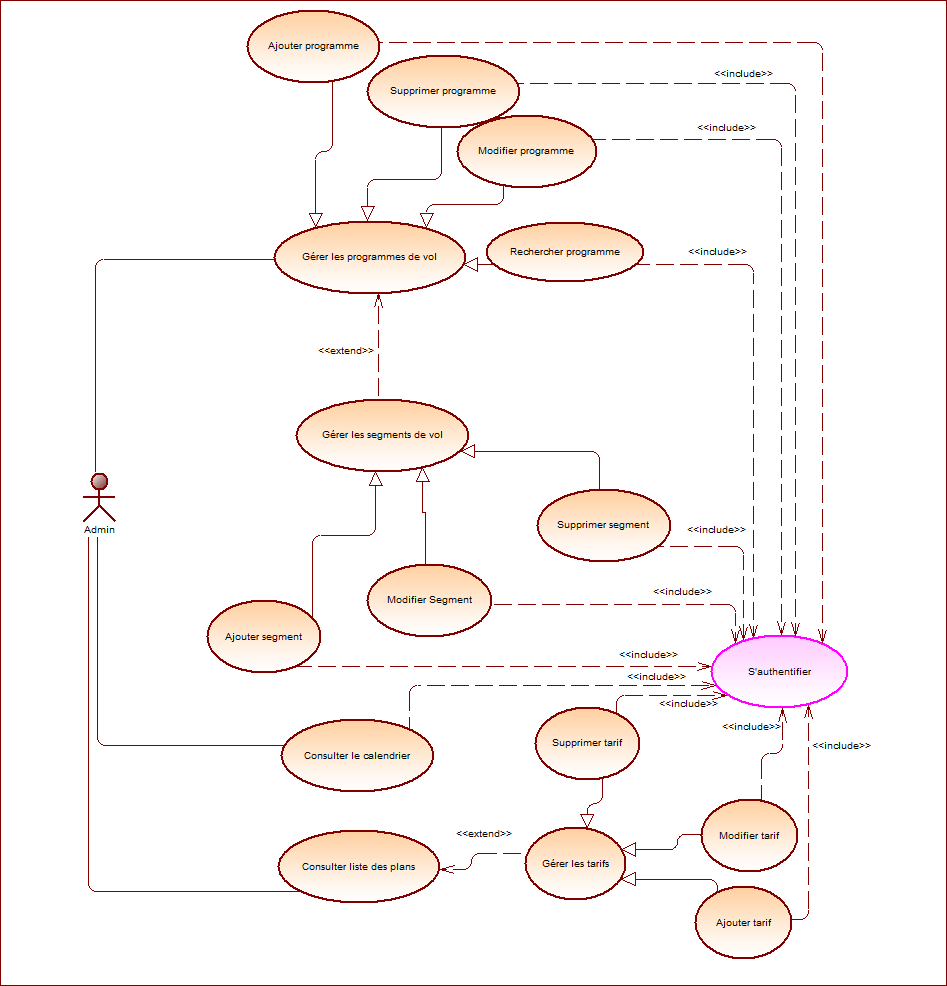 Ajouter programme
<<include>>
Supprimer programme
<<include>>
Modifier programme
Gérer les programmes de vol
Rechercher programme
<<include>>
<<extend>>
Gérer les segments de vol
Admin
Supprimer segment
<<include>>
Modifier Segment
<<include>>
Ajouter segment
<<include>>
<<include>>
S'authentifier
<<include>>
<<include>>
Supprimer tarif
<<include>>
Consulter le calendrier
<<extend>>
Modifier tarif
Consulter liste des plans
Gérer les tarifs
Ajouter tarif